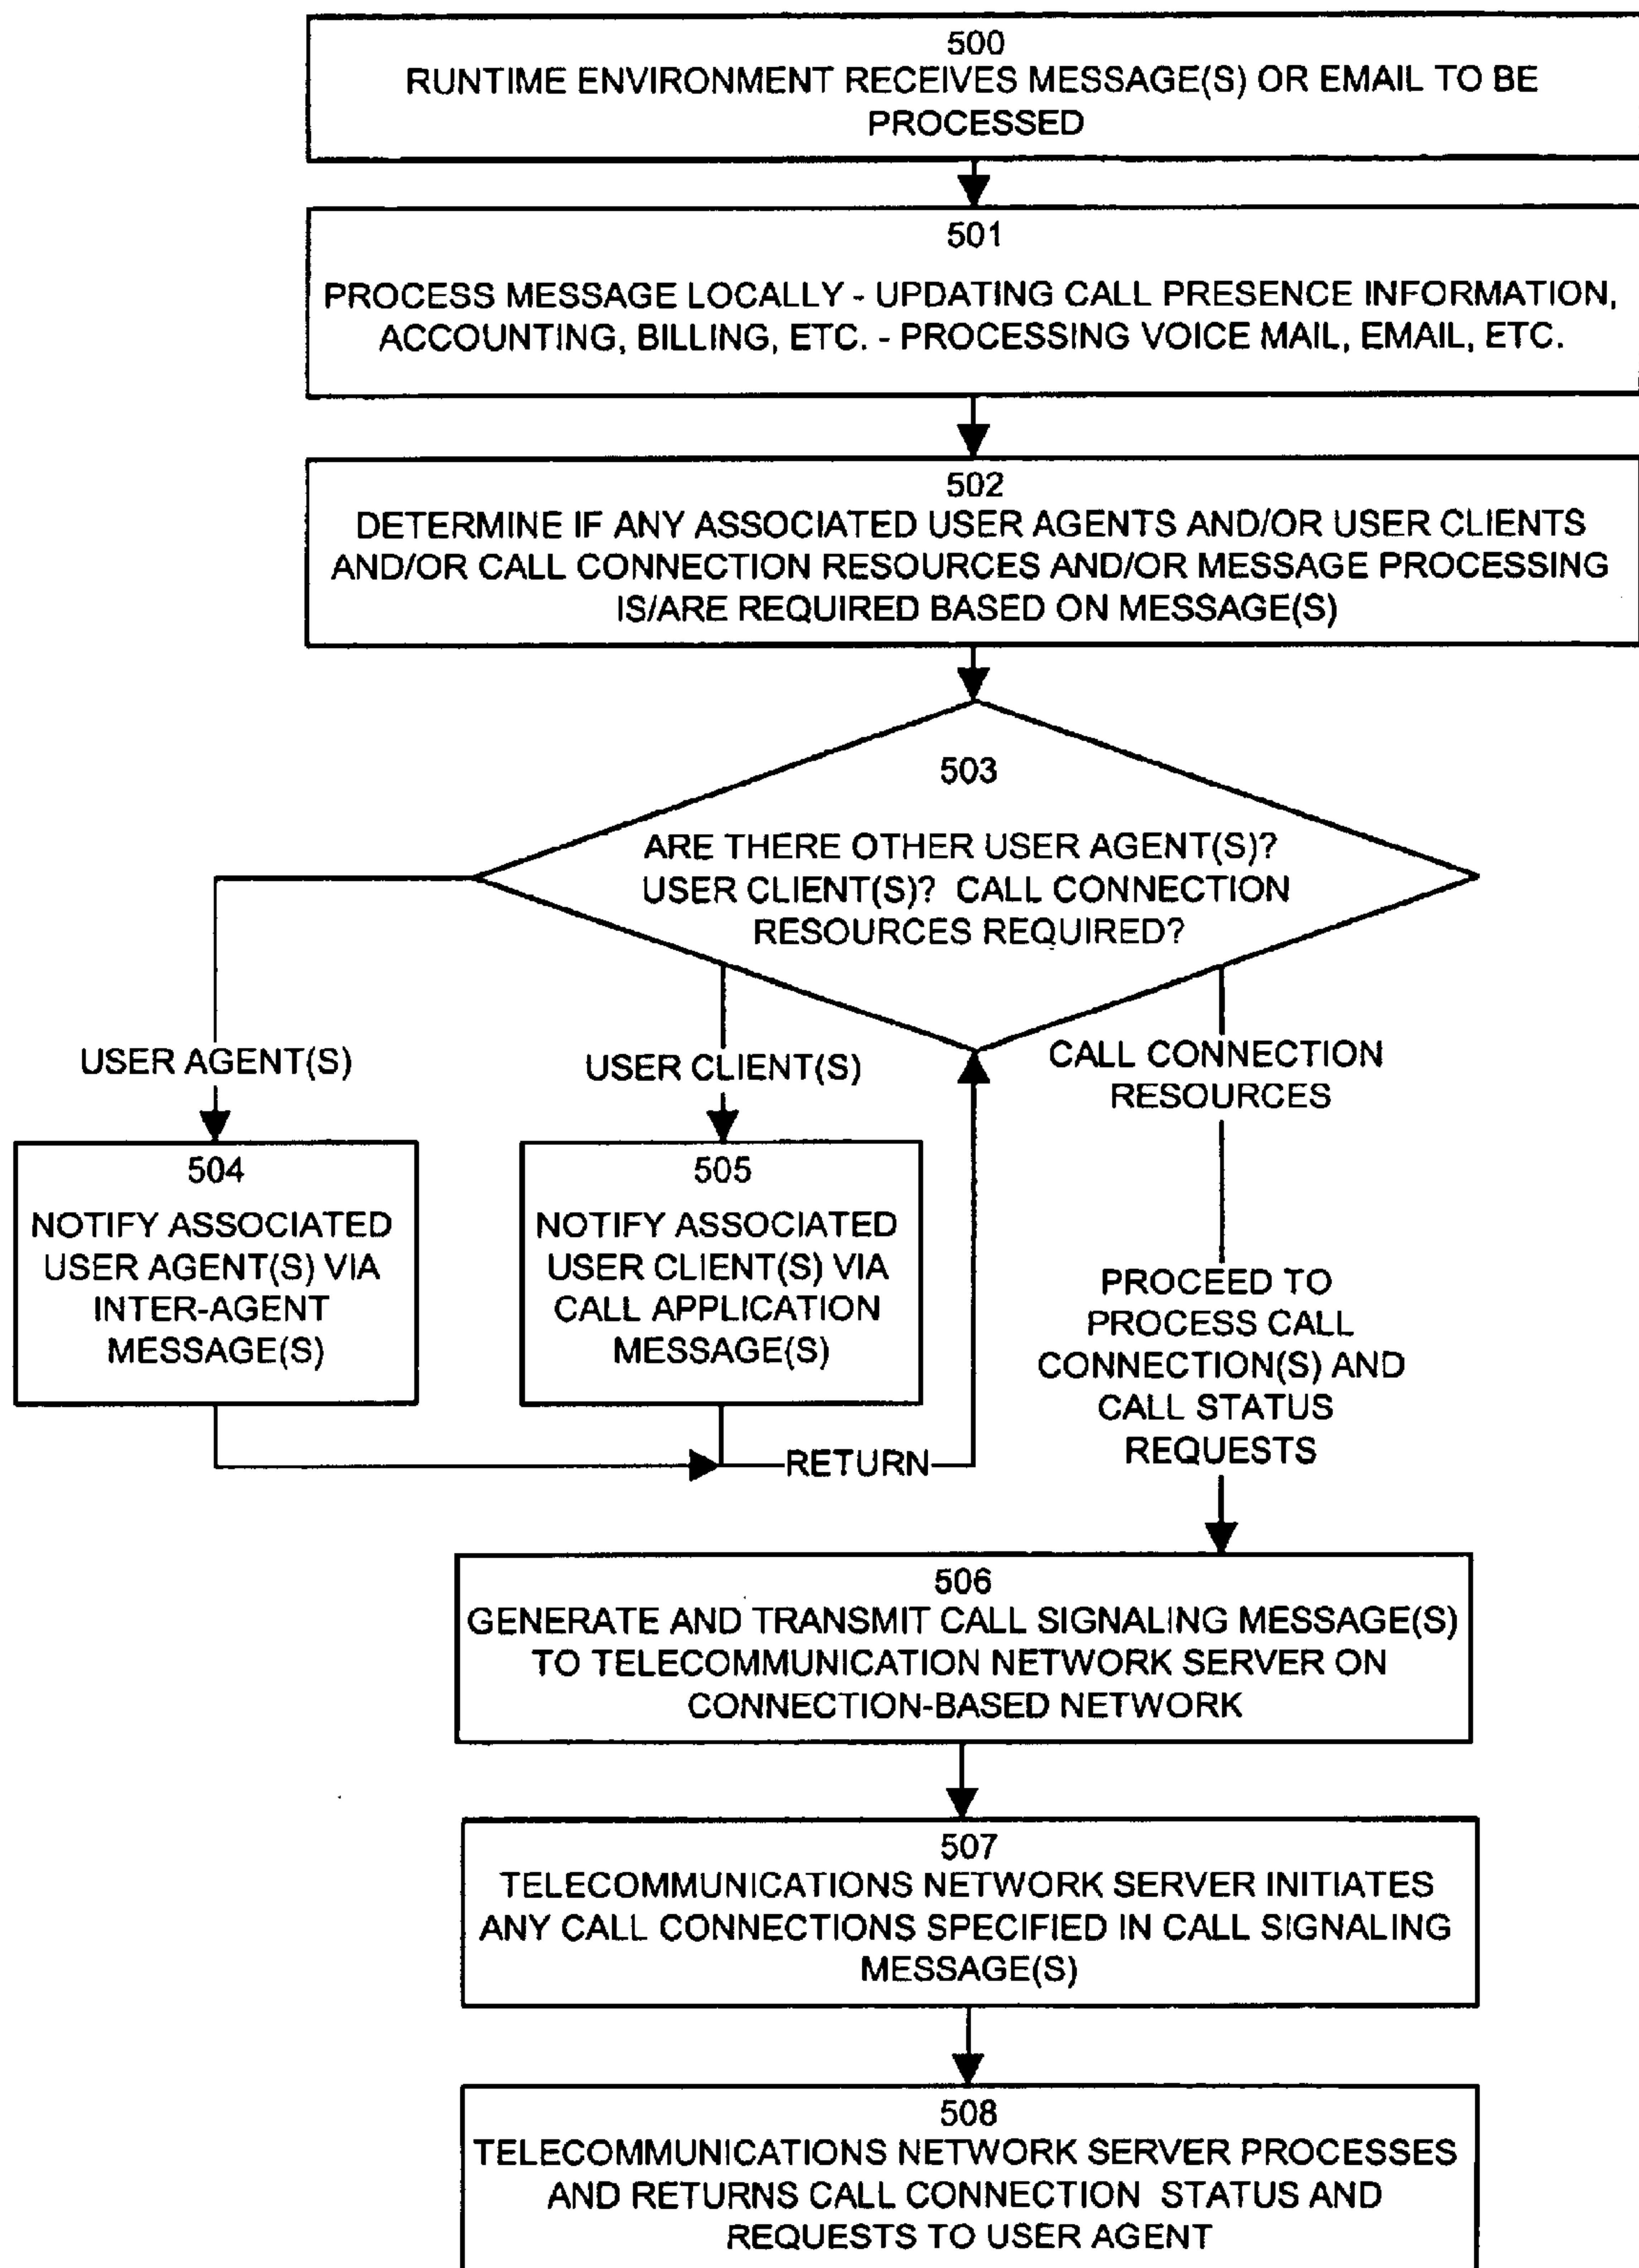 500
RUNTIME ENVIRONMENT RECEIVES MESSAGE(S) OR EMAIL TO BE
PROCESSED
501
PROCESS MESSAGE LOCALLY - UPDATING CALL PRESENCE INFORMATION,
ACCOUNTING, BILLING, ETC. - PROCESSING VOICE MAIL, EMAIL, ETC.
502
DETERMINE IF ANY ASSOCIATED USER AGENTS AND/OR USER CLIENTS
AND/OR CALL CONNECTION RESOURCES AND/OR MESSAGE PROCESSING
IS/ARE REQUIRED BASED ON MESSAGE(S)
503
ARE THERE OTHER USER AGENT(S)?
USER CLIENT(S)? CALL CONNECTION
RESOURCES REQUIRED?
USER AGENT(S)
USER CLIENT(S)
CALL CONNECTION
RESOURCES
504
NOTIFY ASSOCIATED
USER AGENT(S) VIA
INTER-AGENT
MESSAGE(S)
505
NOTIFY ASSOCIATED
USER CLIENT(S) VIA
CALL APPLICATION
MESSAGE(S)
RETURN
PROCEED TO
PROCESS CALL
CONNECTION(S) AND
CALL STATUS
REQUESTS
506
GENERATE AND TRANSMIT CALL SIGNALING MESSAGE(S)
TO TELECOMMUNICATION NETWORK SERVER ON
CONNECTION-BASED NETWORK
507
TELECOMMUNICATIONS NETWORK SERVER INITIATES
ANY CALL CONNECTIONS SPECIFIED IN CALL SIGNALING
MESSAGE(S)
508
TELECOMMUNICATIONS NETWORK SERVER PROCESSES
AND RETURNS CALL CONNECTION STATUS AND
REQUESTS TO USER AGENT